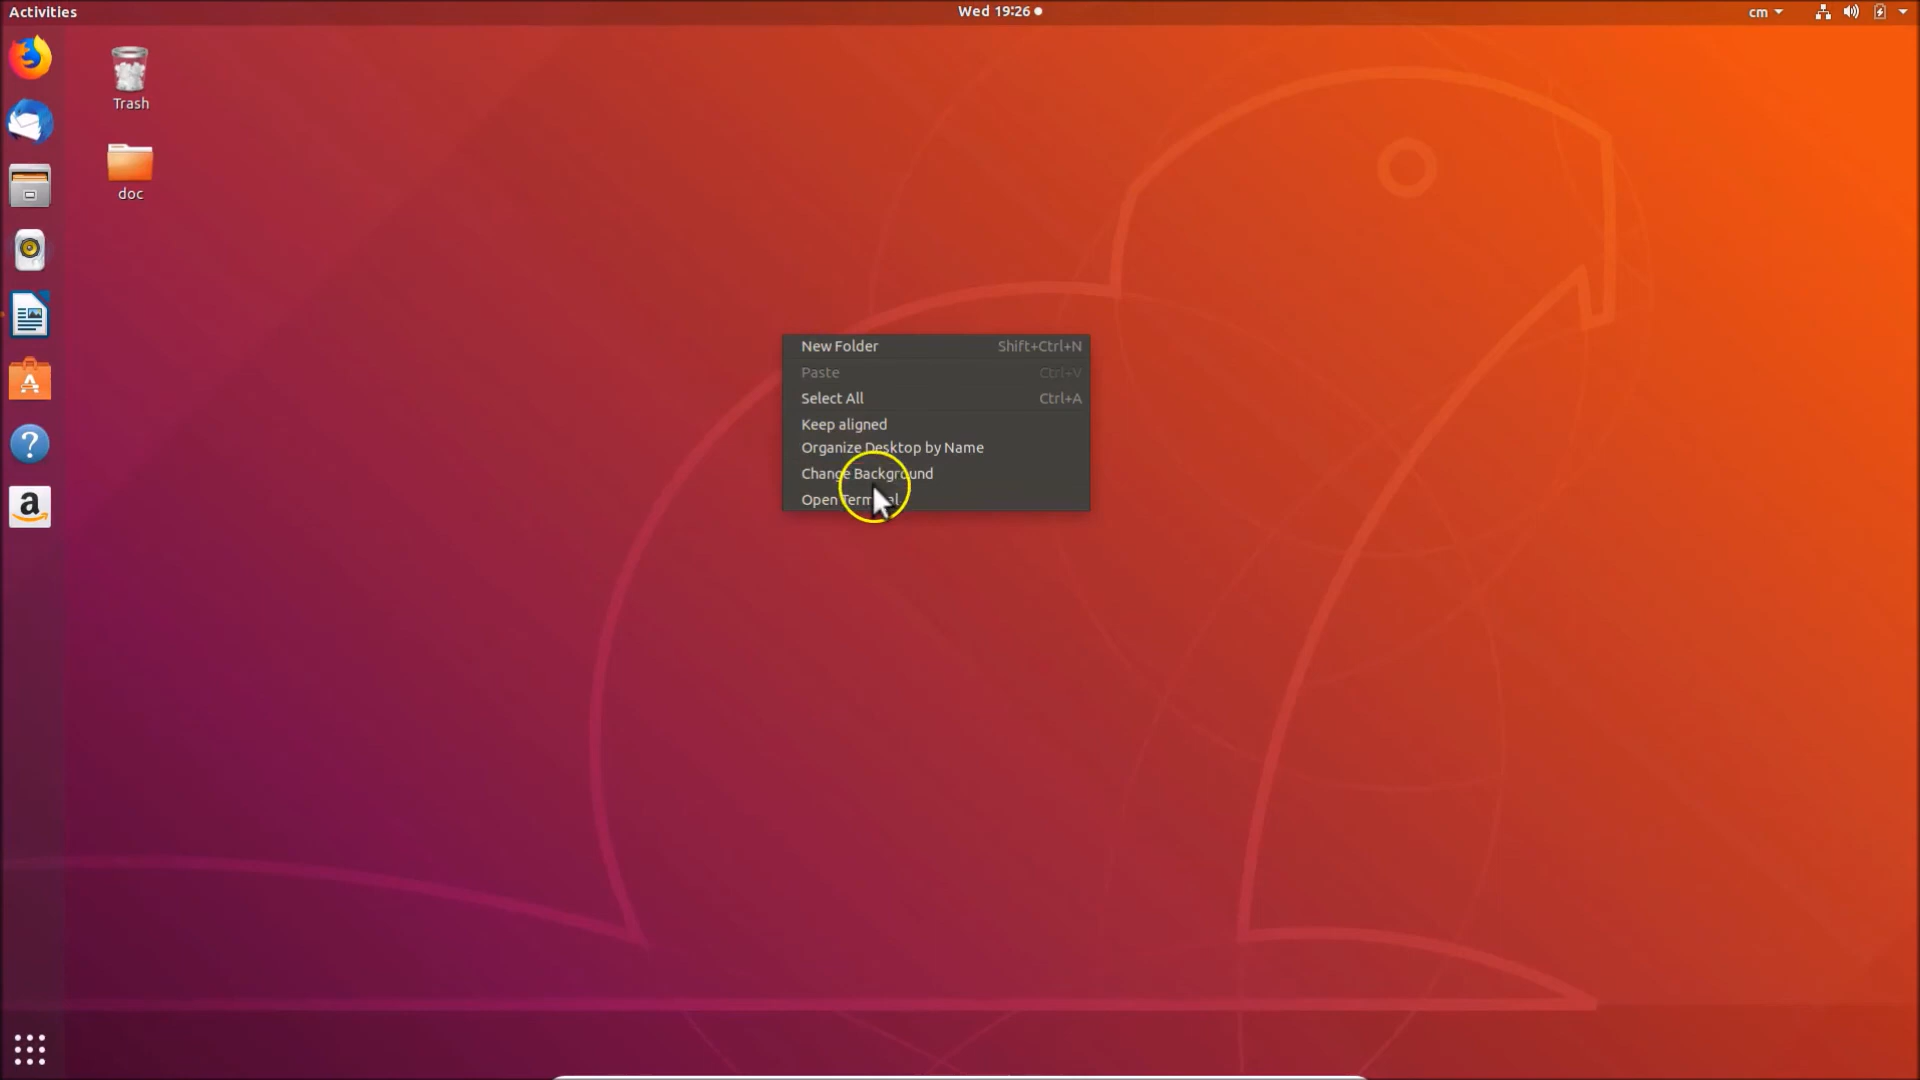 Activities
Wed 19:26
cm
Trash
doc
New Folder Shift+Ctrl+N
Paste Ctrl+V
Select All Ctrl+A
Keep aligned
Organize Desktop by Name
Change Background
Open Terminal